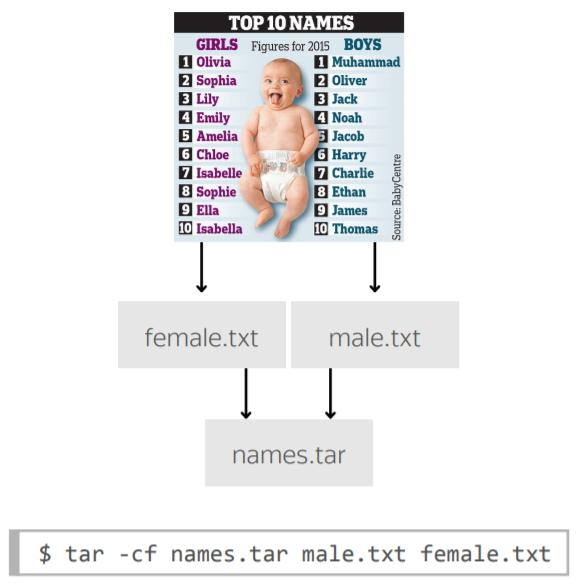 TOP 10 NAMES
GIRLS Figures for 2015 BOYS
1 Olivia 1 Muhammad
2 Sophia 2 Oliver
3 Lily 3 Jack
4 Emily 4 Noah
5 Amelia 5 Jacob
6 Chloe 6 Harry
7 Isabelle 7 Charlie
8 Sophie 8 Ethan
9 Ella 9 James
10 Isabella 10 Thomas
Source: BabyCentre
female.txt male.txt
names.tar
$ tar -cf names.tar male.txt female.txt